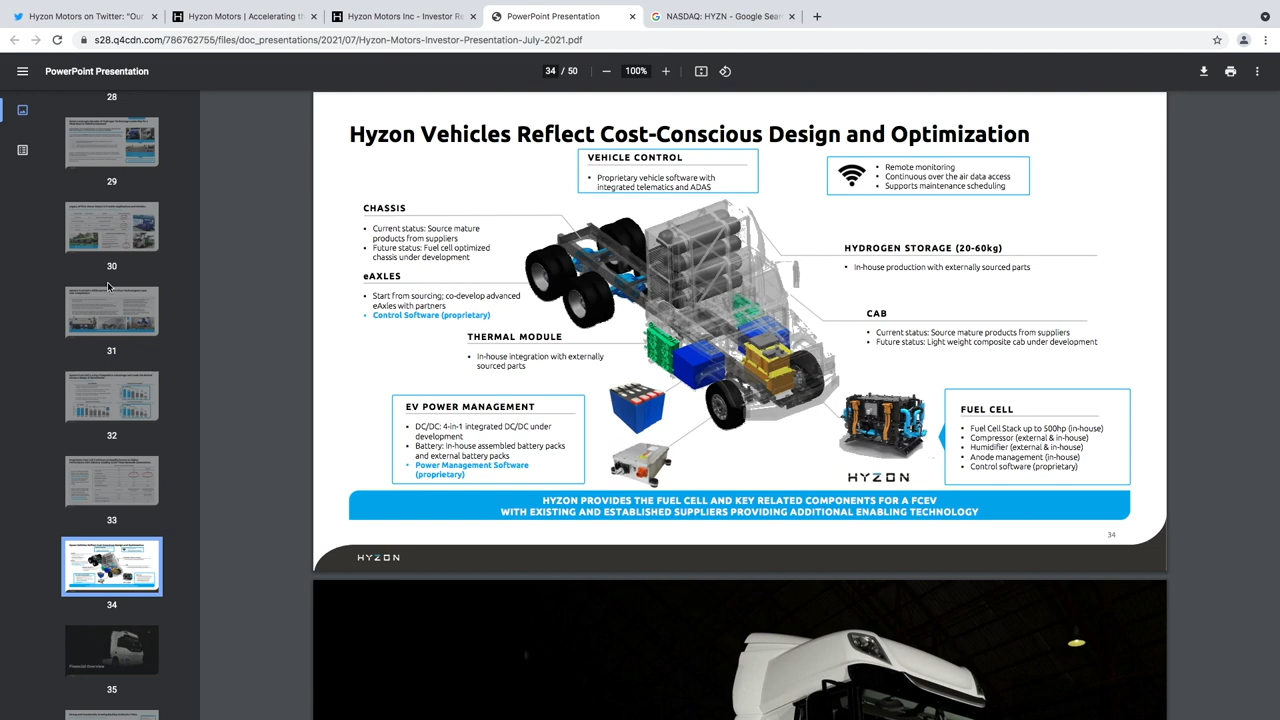 Hyzon Motors on Twitter: "Our
Hyzon Motors | Accelerating th
Hyzon Motors Inc - Investor Re
PowerPoint Presentation
NASDAQ: HYZN - Google Sear
s28.q4cdn.com/786762755/files/doc_presentations/2021/07/Hyzon-Motors-Investor-Presentation-July-2021.pdf
PowerPoint Presentation
34 / 50
100%
28
29
30
31
32
33
34
Financial Overview
35
Hyzon Vehicles Reflect Cost-Conscious Design and Optimization
VEHICLE CONTROL
• Proprietary vehicle software with
integrated telematics and ADAS
• Remote monitoring
• Continuous over the air data access
• Supports maintenance scheduling
CHASSIS
• Current status: Source mature
products from suppliers
• Future status: Fuel cell optimized
chassis under development
eAXLES
• Start from sourcing; co-develop advanced
eAxles with partners
• Control Software (proprietary)
THERMAL MODULE
• In-house integration with externally
sourced parts
HYDROGEN STORAGE (20-60kg)
• In-house production with externally sourced parts
CAB
• Current status: Source mature products from suppliers
• Future status: Light weight composite cab under development
EV POWER MANAGEMENT
• DC/DC: 4-in-1 integrated DC/DC under
development
• Battery: In-house assembled battery packs
and external battery packs
• Power Management Software
(proprietary)
HYZON
FUEL CELL
• Fuel Cell Stack up to 500hp (in-house)
• Compressor (external & in-house)
• Humidifier (external & in-house)
• Anode management (in-house)
• Control software (proprietary)
HYZON PROVIDES THE FUEL CELL AND KEY RELATED COMPONENTS FOR A FCEV
WITH EXISTING AND ESTABLISHED SUPPLIERS PROVIDING ADDITIONAL ENABLING TECHNOLOGY
34
HYZON